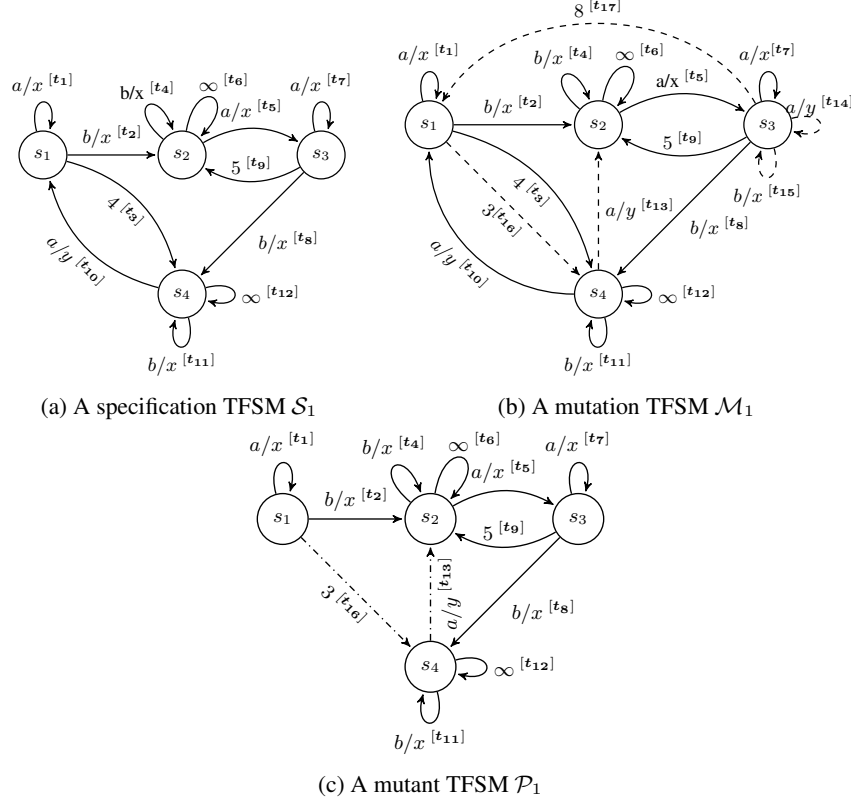 8 [t17]
a/x [t1]
b/x [t4]
∞ [t6]
a/x [t5]
a/x [t7]
s1
b/x [t2]
s2
5 [t9]
s3
4 [t3]
a/y [t10]
b/x [t8]
s4
∞ [t12]
b/x [t11]
(a) A specification TFSM S1
a/x [t1]
b/x [t4]
∞ [t6]
a/x [t5]
a/x [t7]
a/y [t14]
s1
b/x [t2]
s2
5 [t9]
s3
b/x [t15]
4 [t3]
3 [t16]
a/y [t13]
a/y [t10]
b/x [t8]
s4
∞ [t12]
b/x [t11]
(b) A mutation TFSM M1
a/x [t1]
b/x [t4]
∞ [t6]
a/x [t5]
a/x [t7]
s1
b/x [t2]
s2
5 [t9]
s3
3 [t16]
a/y [t13]
b/x [t8]
s4
∞ [t12]
b/x [t11]
(c) A mutant TFSM P1